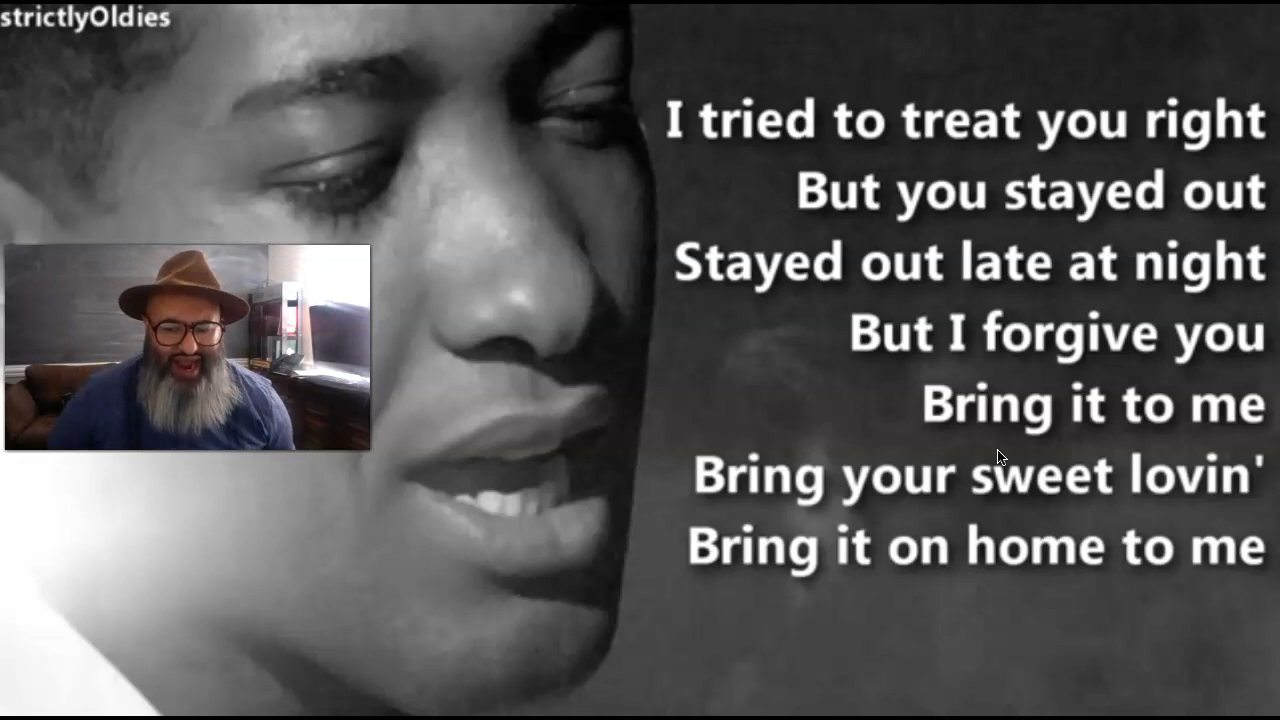 strictlyOldies
I tried to treat you right
But you stayed out
Stayed out late at night
But I forgive you
Bring it to me
Bring your sweet lovin'
Bring it on home to me